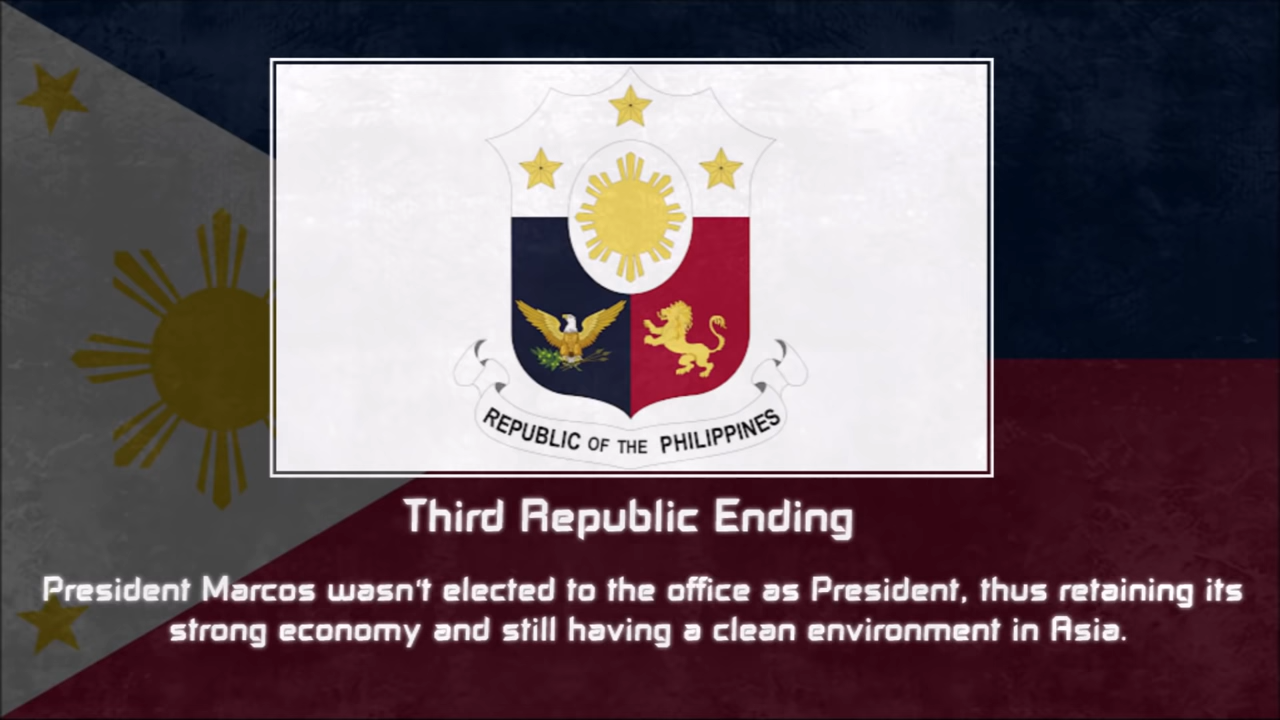 REPUBLIC OF THE PHILIPPINES
Third Republic Ending
President Marcos wasn't elected to the office as President, thus retaining its
strong economy and still having a clean environment in Asia.